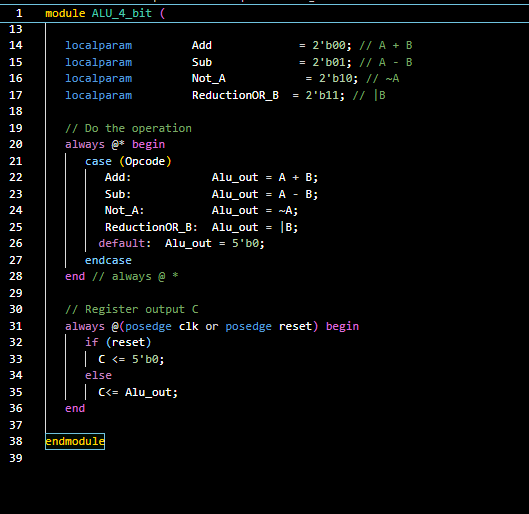 1 module ALU_4_bit (
13
14 localparam Add = 2'b00; // A + B
15 localparam Sub = 2'b01; // A - B
16 localparam Not_A = 2'b10; // ~A
17 localparam ReductionOR_B = 2'b11; // |B
18
19 // Do the operation
20 always @* begin
21 case (Opcode)
22 Add: Alu_out = A + B;
23 Sub: Alu_out = A - B;
24 Not_A: Alu_out = ~A;
25 ReductionOR_B: Alu_out = |B;
26 default: Alu_out = 5'b0;
27 endcase
28 end // always @ *
29
30 // Register output C
31 always @(posedge clk or posedge reset) begin
32 if (reset)
33 C <= 5'b0;
34 else
35 C<= Alu_out;
36 end
37
38 endmodule
39